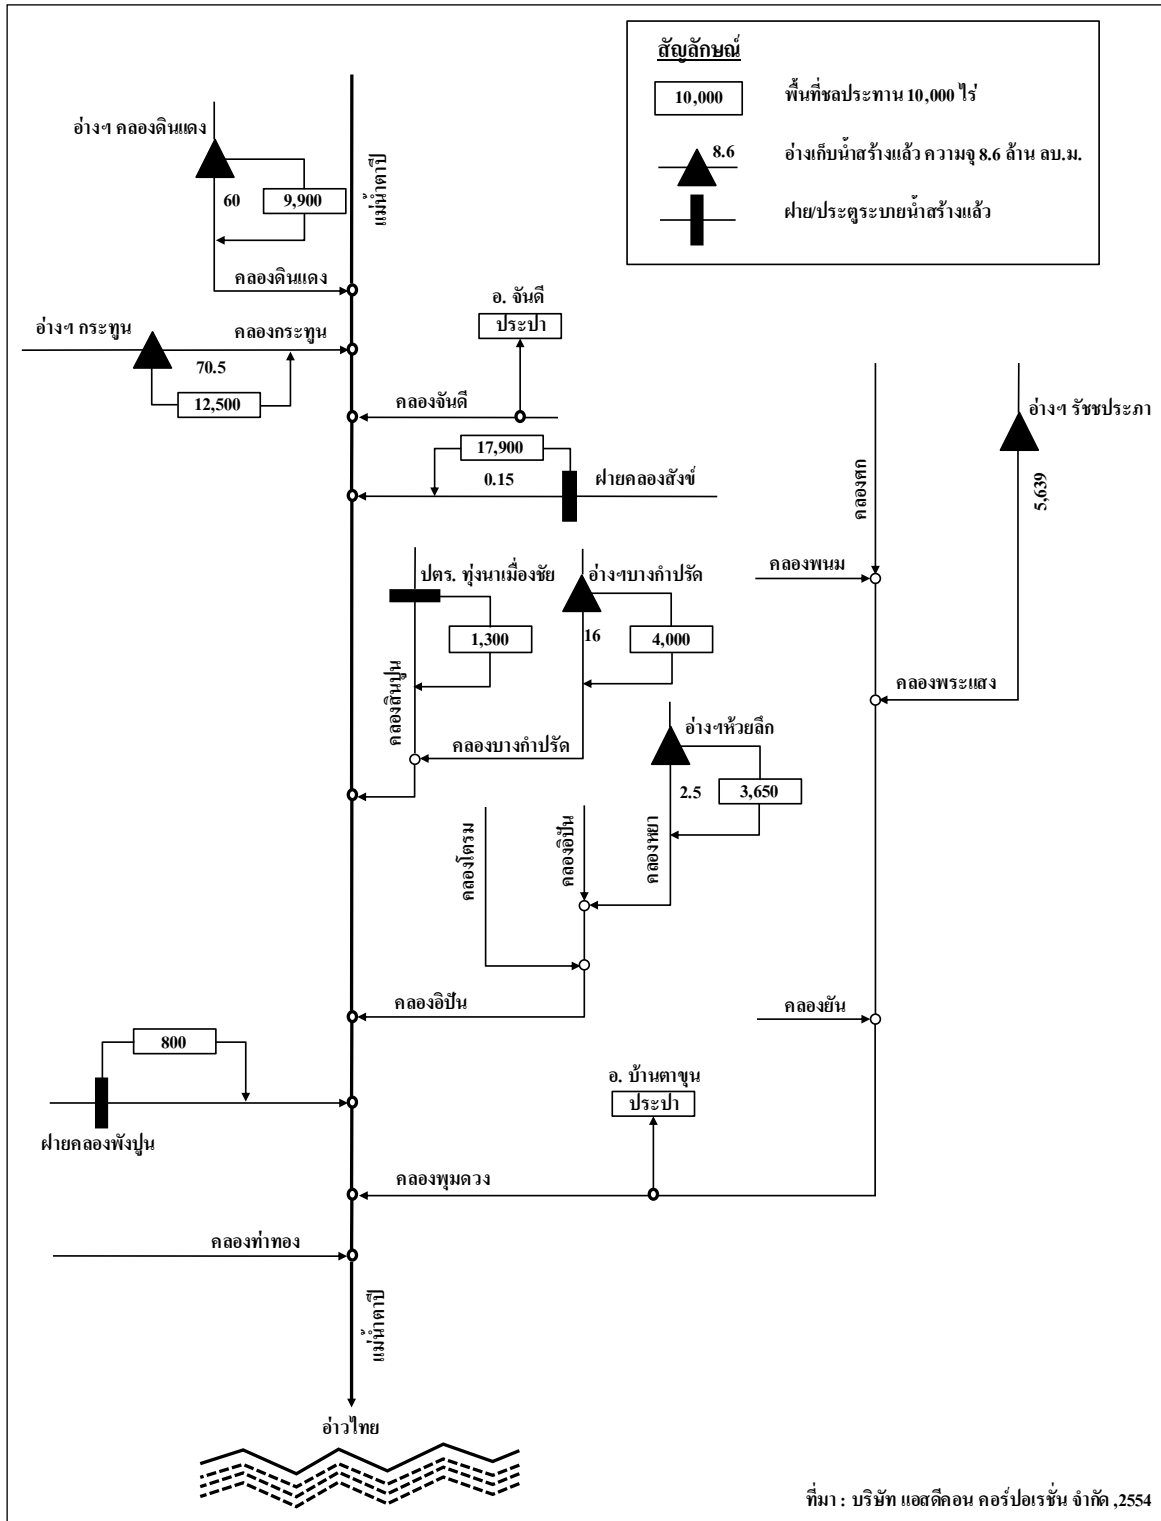 สัญลักษณ์
10,000
พื้นที่ชลประทาน 10,000 ไร่
8.6
อ่างเก็บน้ำสร้างแล้ว ความจุ 8.6 ล้าน ลบ.ม.
ฝาย/ประตูระบายน้ำสร้างแล้ว
อ่างฯ คลองดินแดง
60
9,900
แม่น้ำตาปี
คลองดินแดง
อ่างฯ กระทูน
คลองกระทูน
70.5
12,500
อ. จันดี
ประปา
คลองจันดี
17,900
0.15
ฝายคลองสังข์
อ่างฯ รัชชประภา
5,639
คลองศก
คลองพนม
ปตร. ทุ่งนาเมืองชัย
1,300
อ่างฯบางกำปรัด
16
4,000
คลองสินปูน
คลองบางกำปรัด
คลองพระแสง
อ่างฯห้วยลึก
2.5
3,650
คลองโตรม
คลองอิปัน
คลองหยา
คลองอิปัน
คลองยัน
800
ฝายคลองพังปูน
อ. บ้านตาขุน
ประปา
คลองพุมดวง
คลองท่าทอง
แม่น้ำตาปี
อ่าวไทย
ที่มา : บริษัท แอสดีคอน คอร์ปอเรชั่น จำกัด ,2554